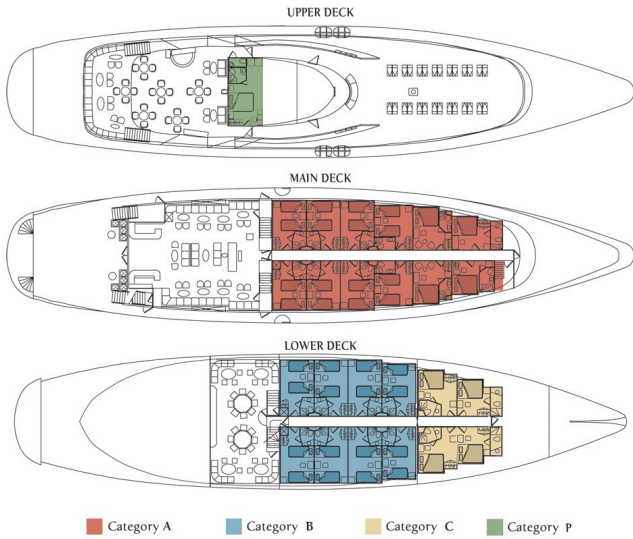 UPPER DECK
MAIN DECK
LOWER DECK
Category A
Category B
Category C
Category P